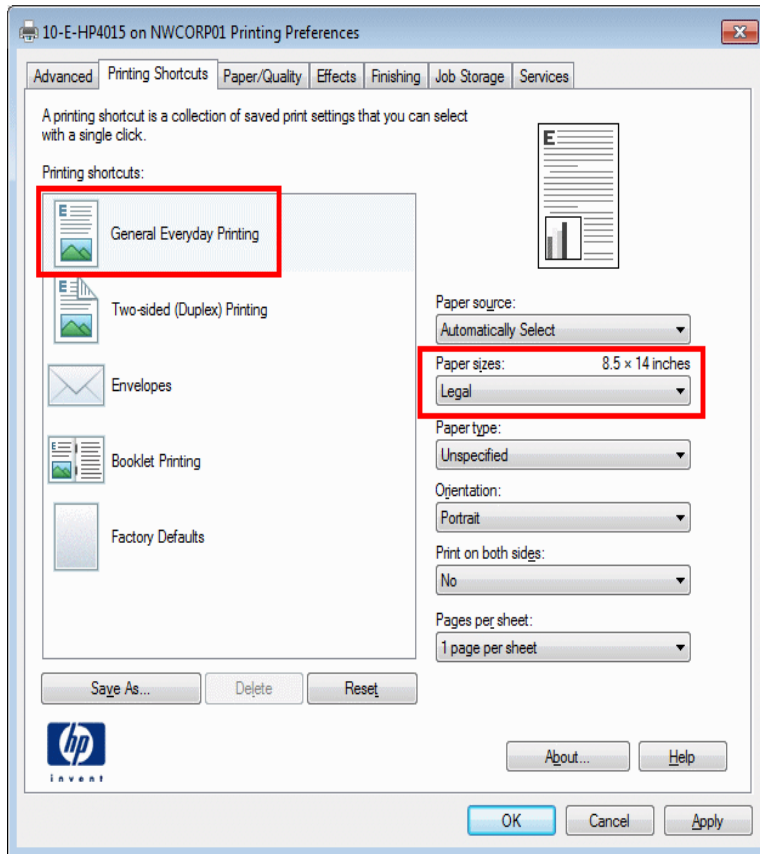 10-E-HP4015 on NWCORP01 Printing Preferences
Advanced Printing Shortcuts Paper/Quality Effects Finishing Job Storage Services
A printing shortcut is a collection of saved print settings that you can select
with a single click.
Printing shortcuts:
General Everyday Printing
Two-sided (Duplex) Printing
Envelopes
Booklet Printing
Factory Defaults
Save As... Delete Reset
E
Paper source:
Automatically Select
Paper sizes: 8.5 × 14 inches
Legal
Paper type:
Unspecified
Orientation:
Portrait
Print on both sides:
No
Pages per sheet:
1 page per sheet
hp
invent
About... Help
OK Cancel Apply